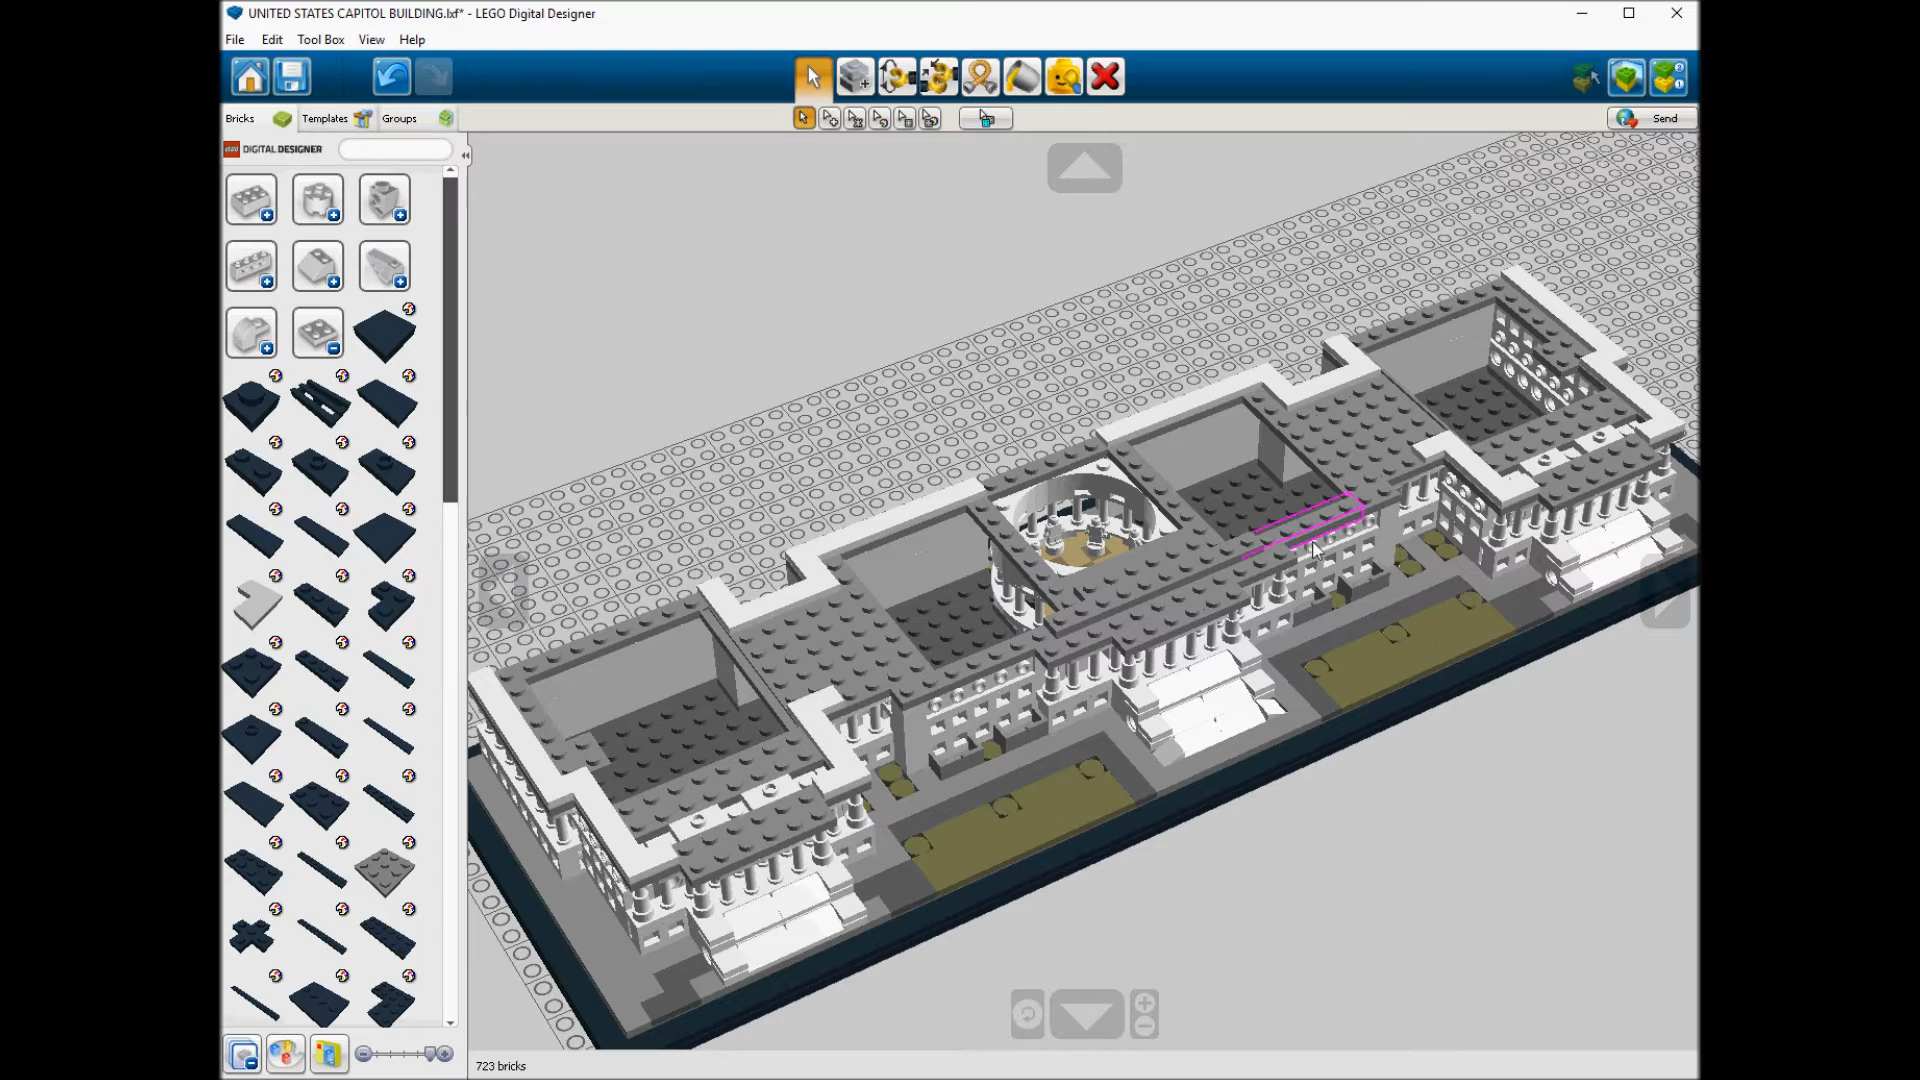 UNITED STATES CAPITOL BUILDING.lxf* - LEGO Digital Designer
File Edit Tool Box View Help
Bricks Templates Groups Send
DIGITAL DESIGNER
723 bricks